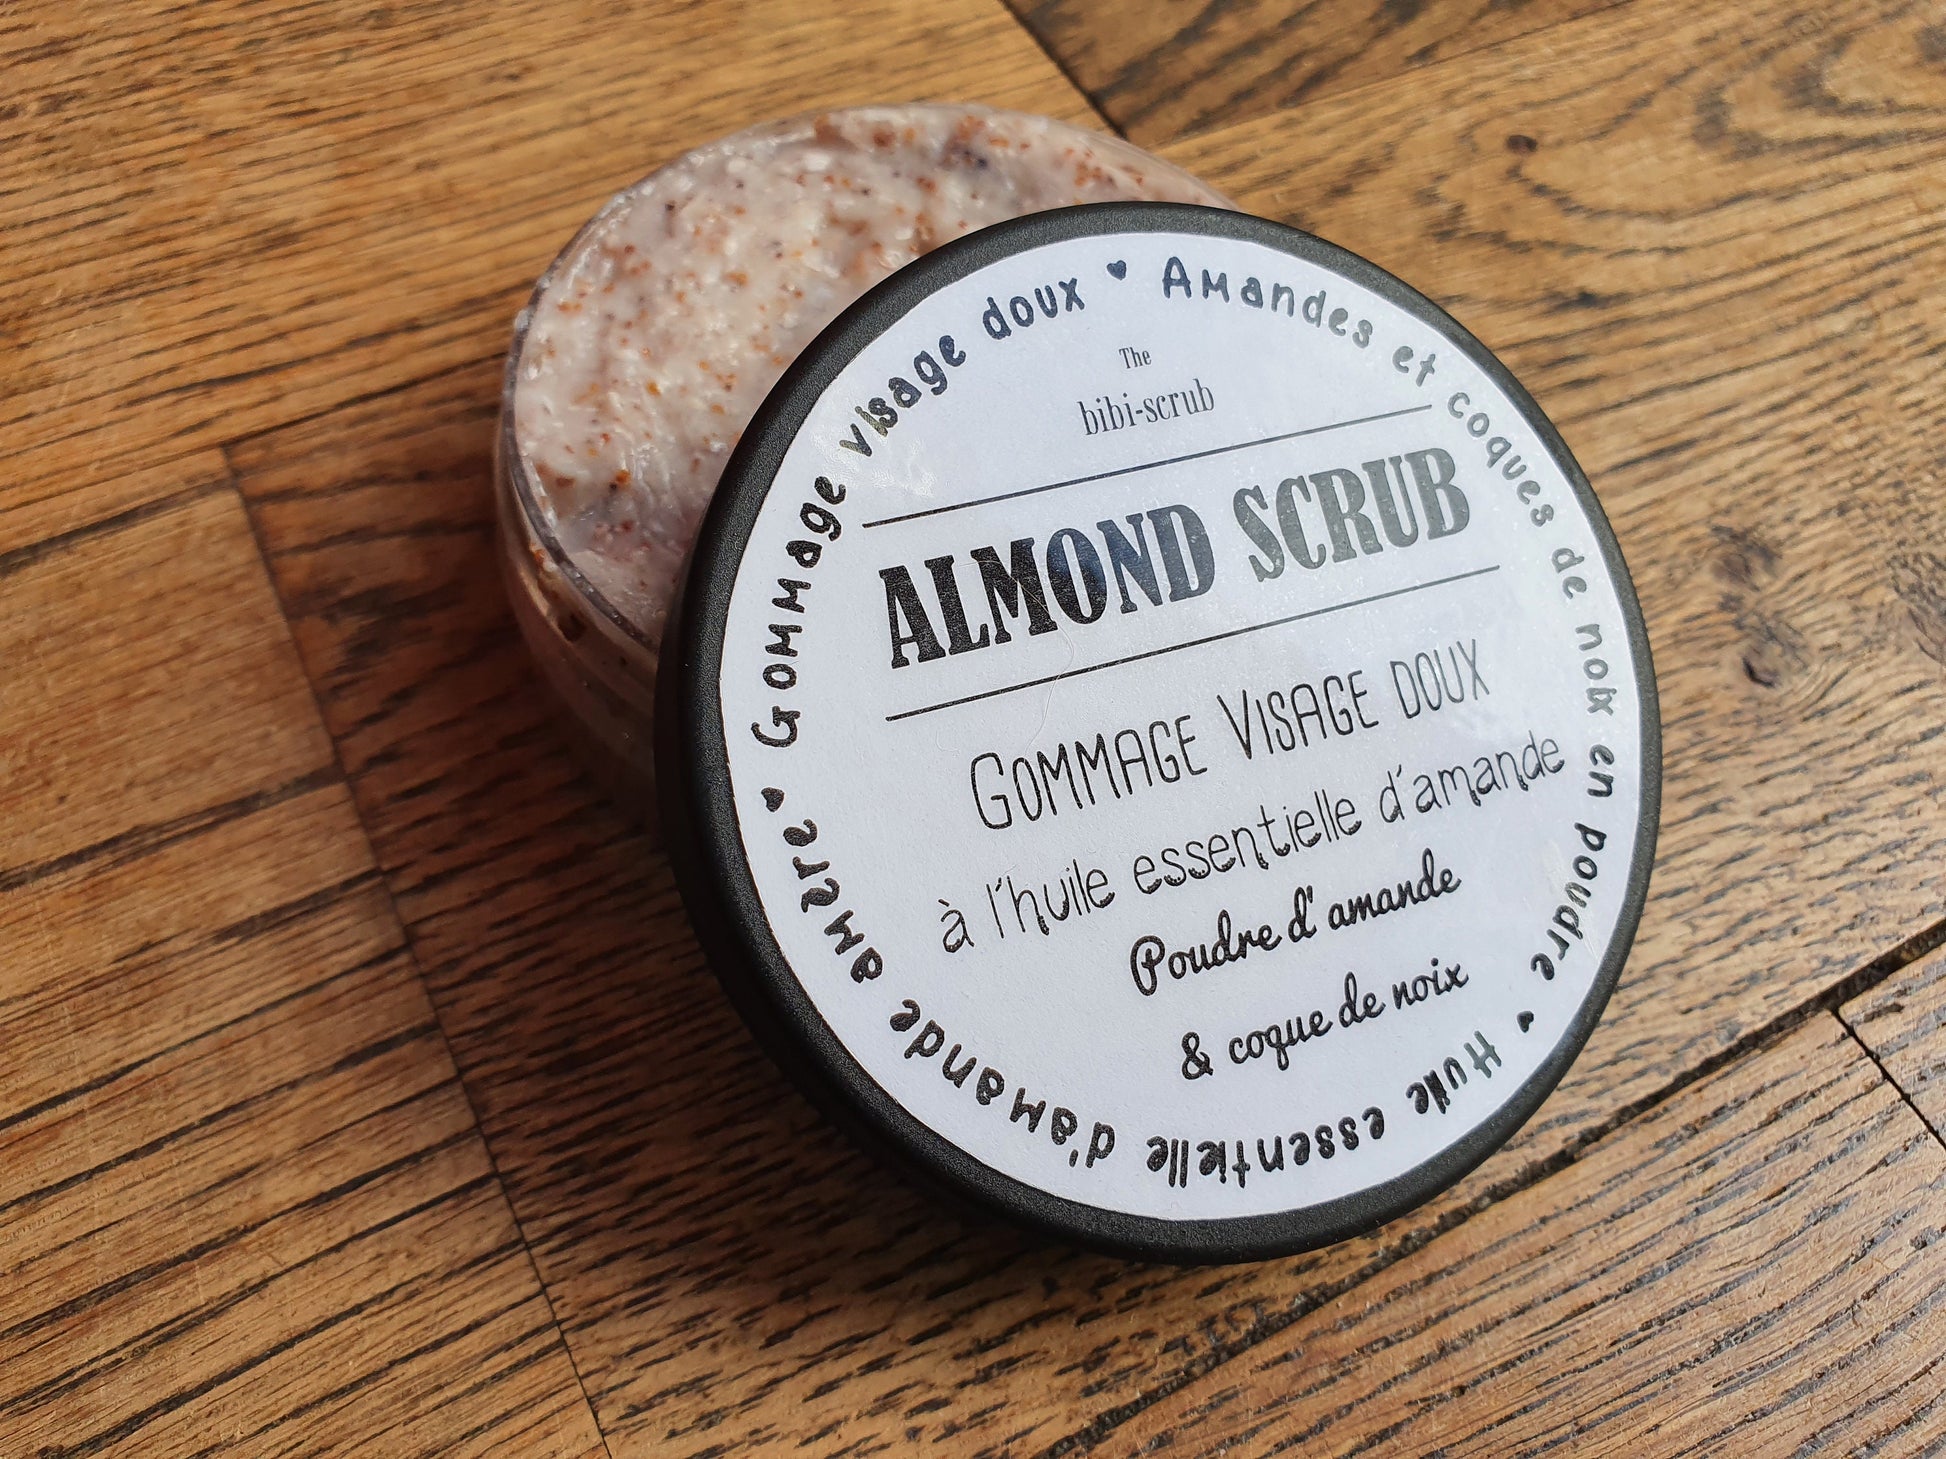 The
bibi-scrub
ALMOND SCRUB
GOMMAGE VISAGE DOUX
à l'huile essentielle d'amande
Poudre d'amande
& coque de noix
Gommage visage doux ♥ Amandes et coques de noix en poudre ♥ Huile essentielle d'amande amère ♥